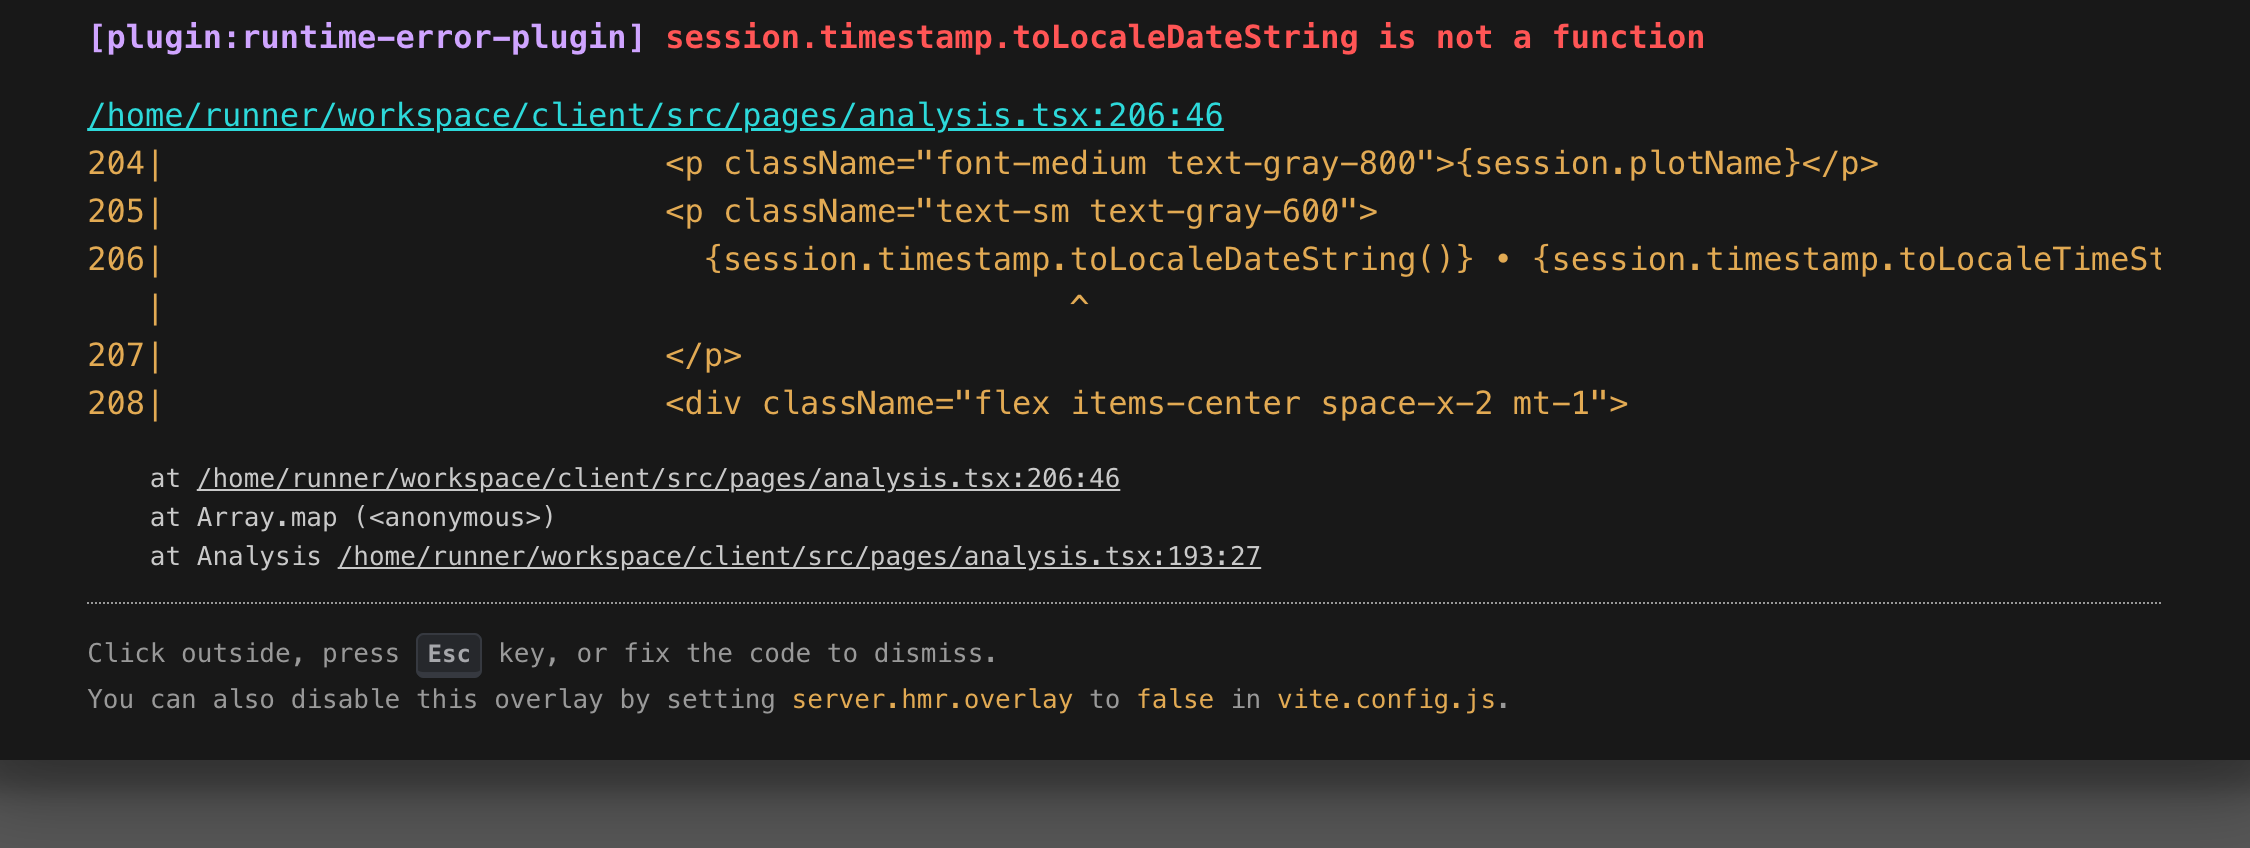 [plugin:runtime-error-plugin] session.timestamp.toLocaleDateString is not a function
/home/runner/workspace/client/src/pages/analysis.tsx:206:46
204|                          <p className="font-medium text-gray-800">{session.plotName}</p>
205|                          <p className="text-sm text-gray-600">
206|                            {session.timestamp.toLocaleDateString()} • {session.timestamp.toLocaleTimeSt
   |                                               ^
207|                          </p>
208|                          <div className="flex items-center space-x-2 mt-1">
at /home/runner/workspace/client/src/pages/analysis.tsx:206:46
at Array.map (<anonymous>)
at Analysis /home/runner/workspace/client/src/pages/analysis.tsx:193:27
Click outside, press Esc key, or fix the code to dismiss.
You can also disable this overlay by setting server.hmr.overlay to false in vite.config.js.